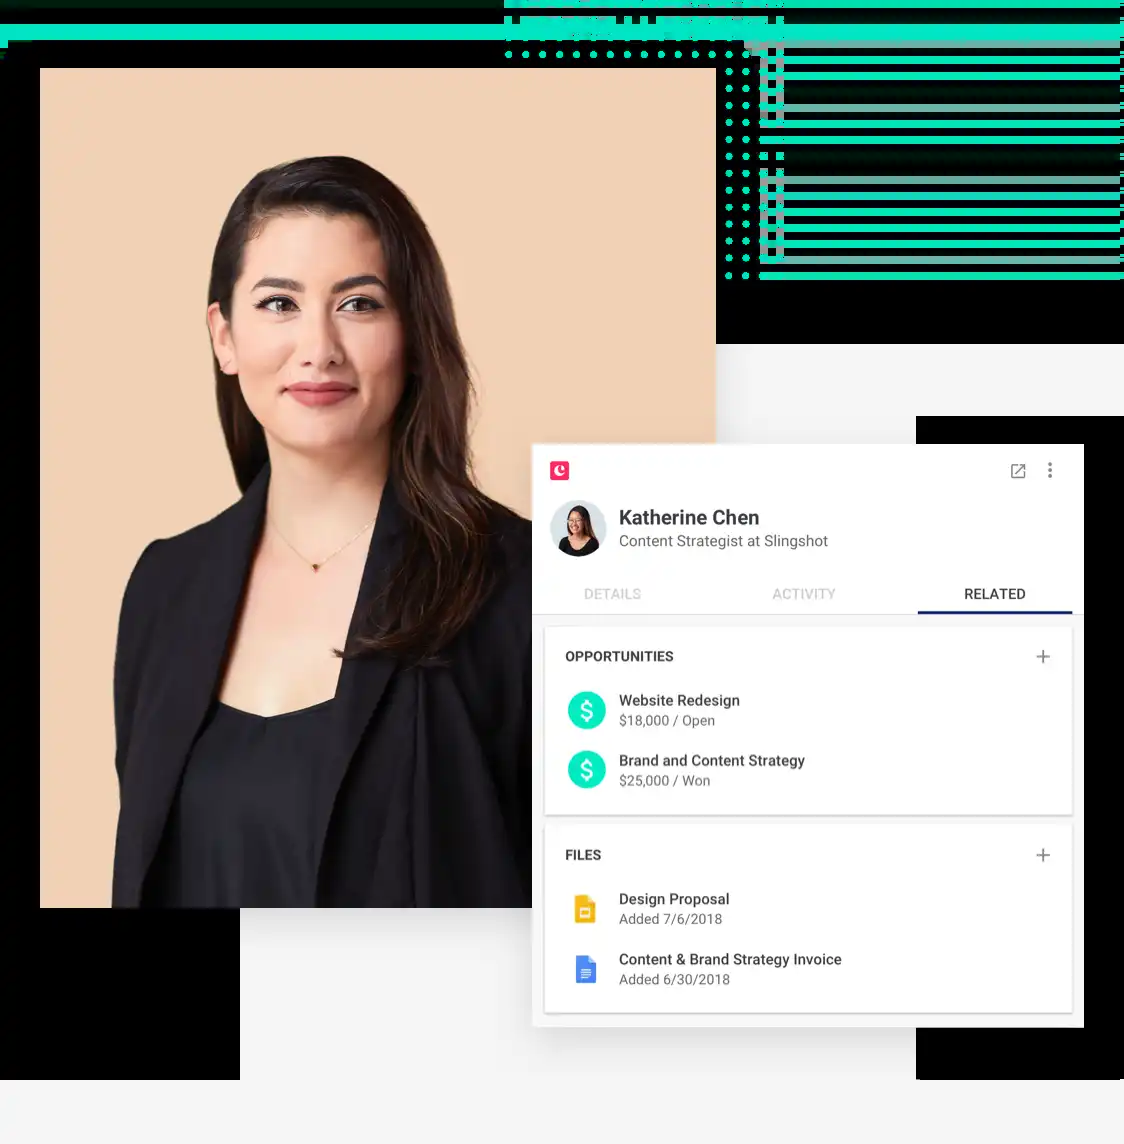 Katherine Chen
Content Strategist at Slingshot
DETAILS
ACTIVITY
RELATED
OPPORTUNITIES
Website Redesign
$18,000 / Open
Brand and Content Strategy
$25,000 / Won
FILES
Design Proposal
Added 7/6/2018
Content & Brand Strategy Invoice
Added 6/30/2018